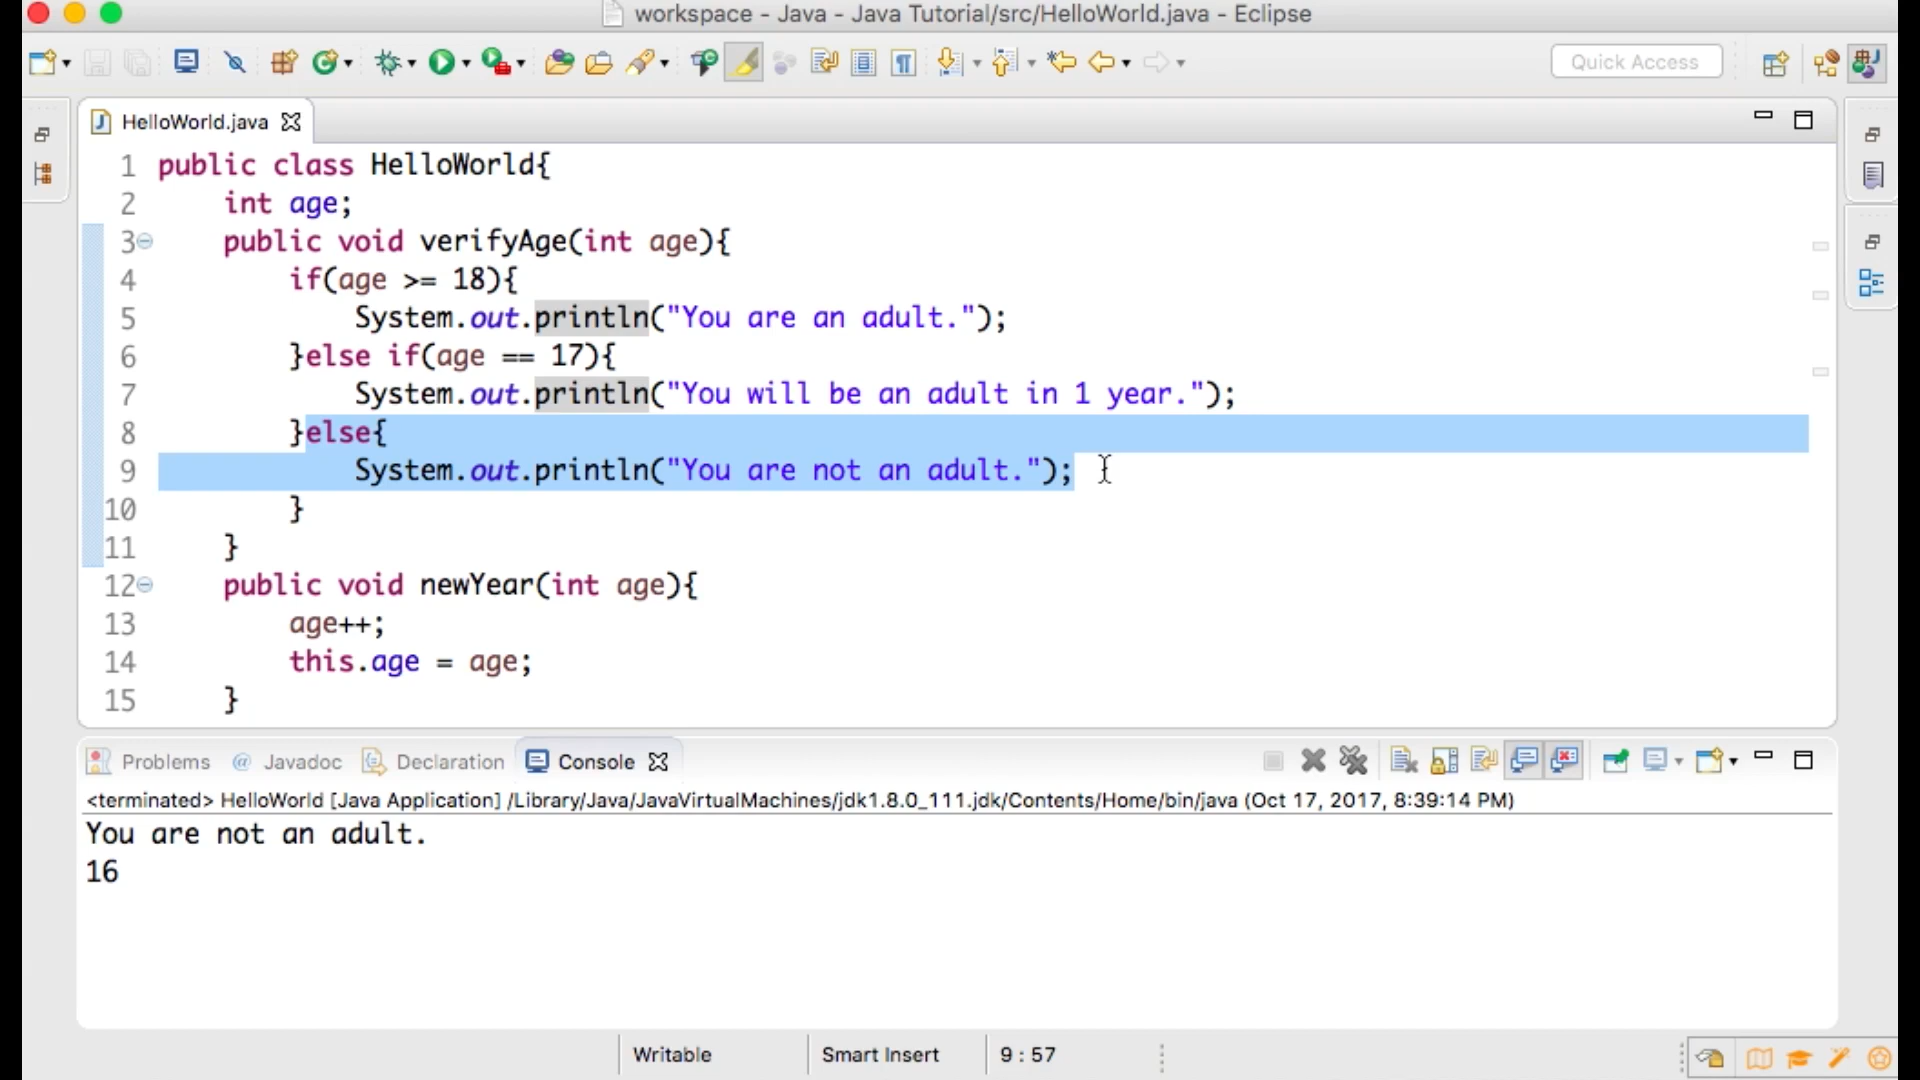 workspace - Java - Java Tutorial/src/HelloWorld.java - Eclipse
Quick Access
HelloWorld.java
1 public class HelloWorld{
2 int age;
3 public void verifyAge(int age){
4 if(age >= 18){
5 System.out.println("You are an adult.");
6 }else if(age == 17){
7 System.out.println("You will be an adult in 1 year.");
8 }else{
9 System.out.println("You are not an adult.");
10 }
11 }
12 public void newYear(int age){
13 age++;
14 this.age = age;
15 }
Problems @ Javadoc Declaration Console
<terminated> HelloWorld [Java Application] /Library/Java/JavaVirtualMachines/jdk1.8.0_111.jdk/Contents/Home/bin/java (Oct 17, 2017, 8:39:14 PM)
You are not an adult.
16
Writable Smart Insert 9 : 57